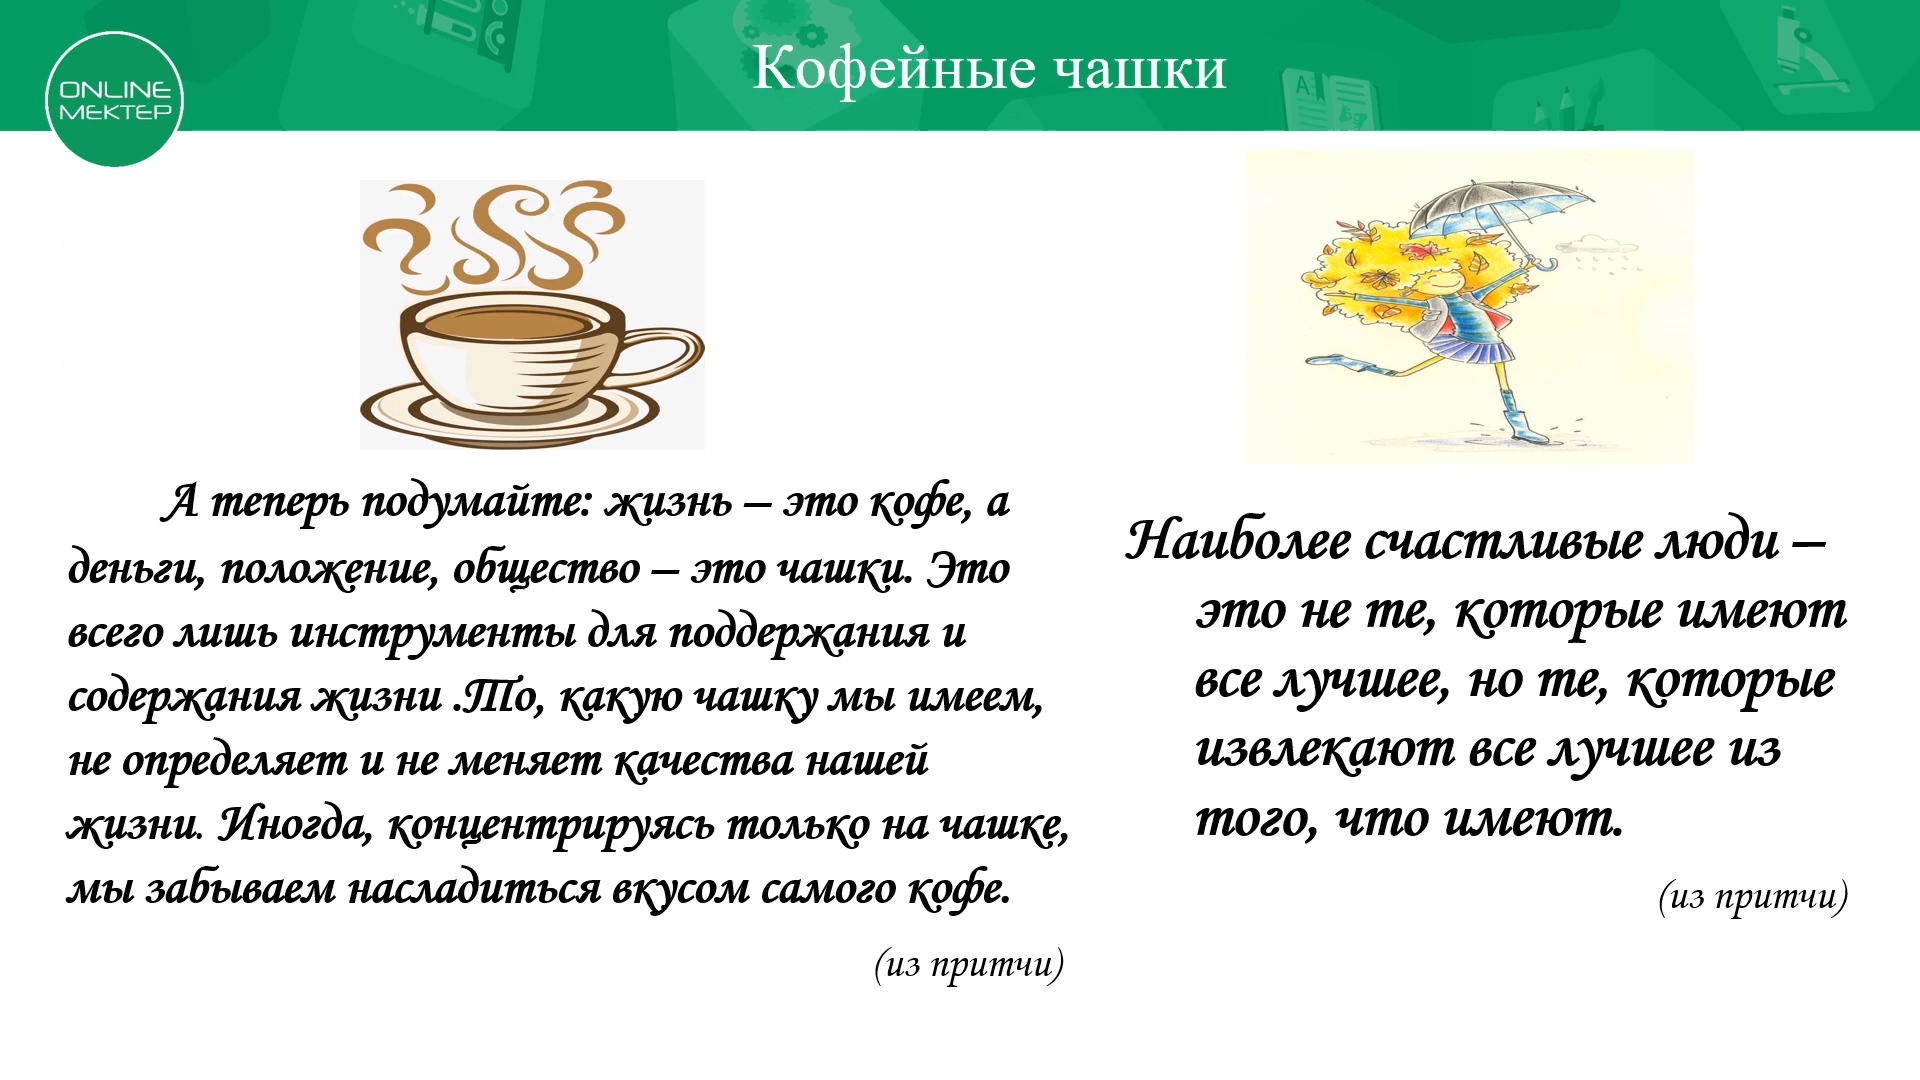 Кофейные чашки
ONLINE
MEKTEP
А теперь подумайте: жизнь – это кофе, а
деньги, положение, общество – это чашки. Это
всего лишь инструменты для поддержания и
содержания жизни .То, какую чашку мы имеем,
не определяет и не меняет качества нашей
жизни. Иногда, концентрируясь только на чашке,
мы забываем насладиться вкусом самого кофе.
(из притчи)
Наиболее счастливые люди –
это не те, которые имеют
все лучшее, но те, которые
извлекают все лучшее из
того, что имеют.
(из притчи)